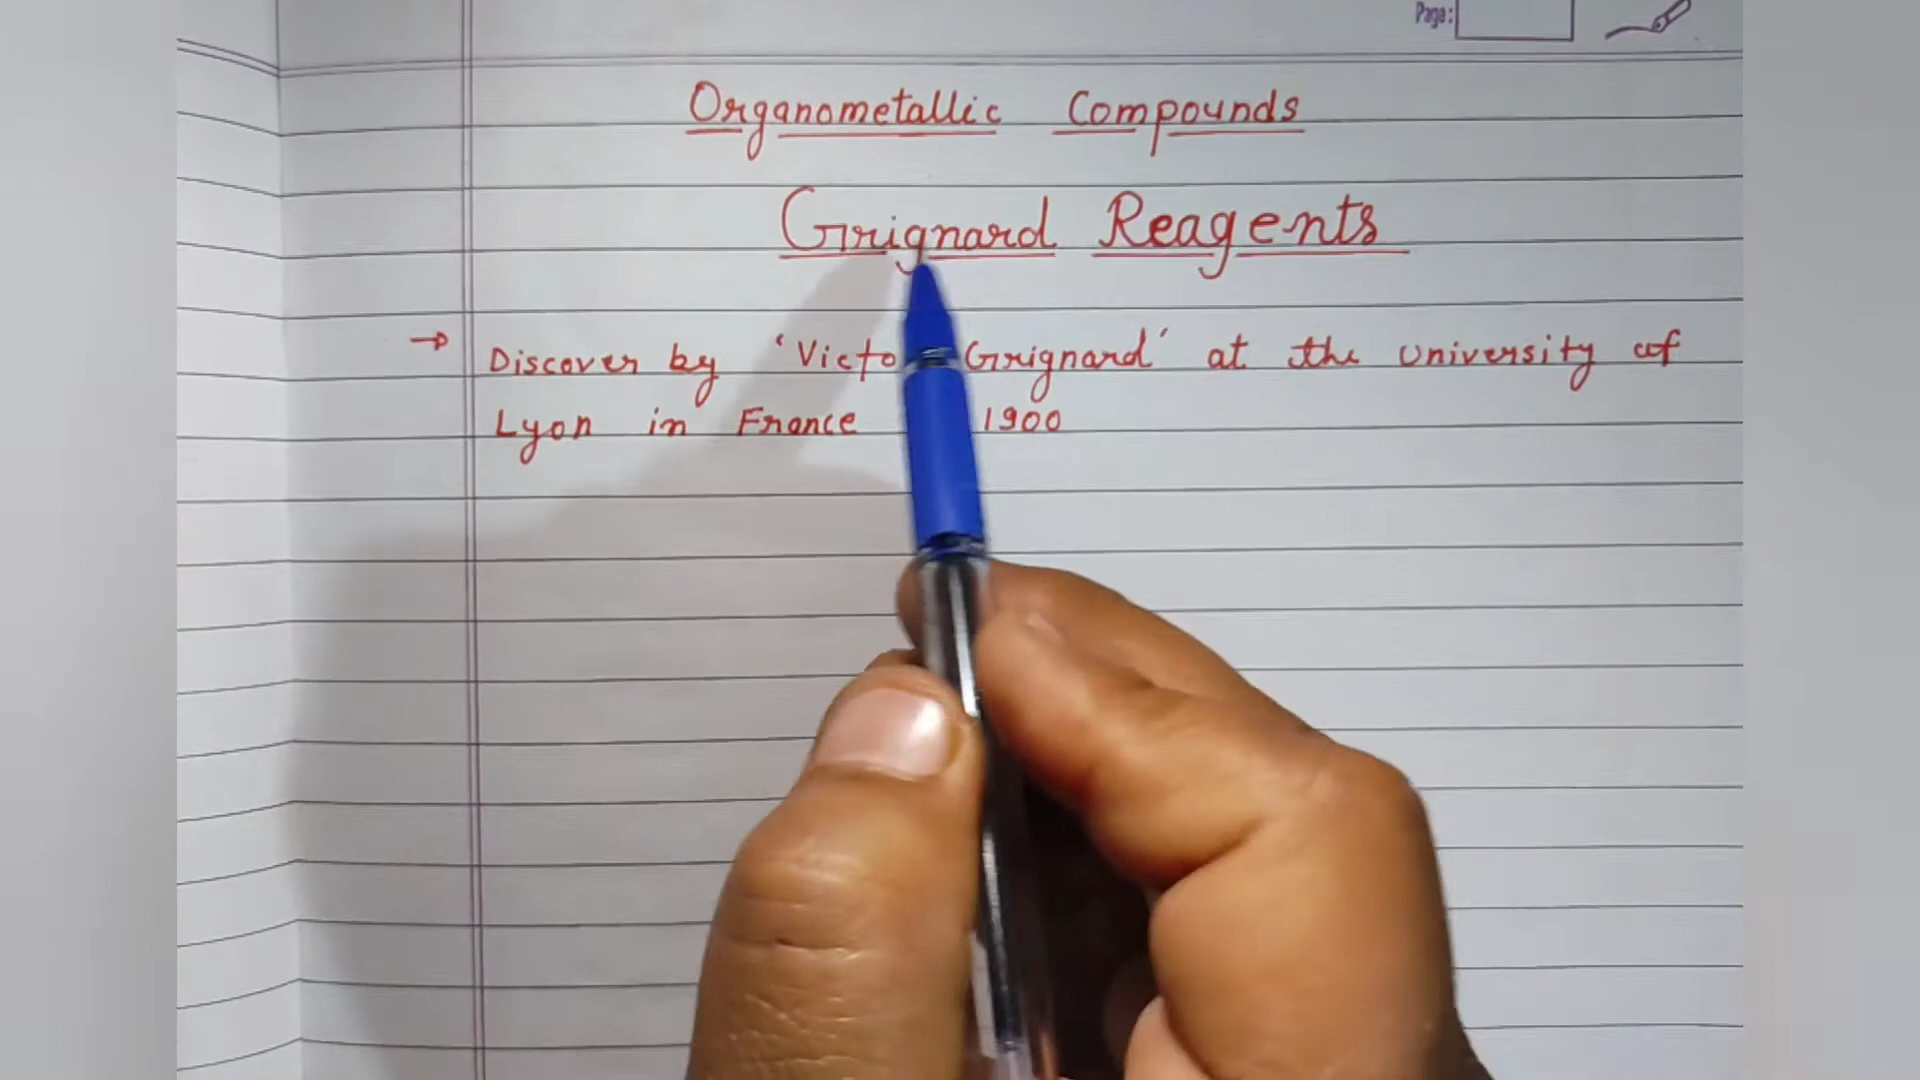 Page:
Organometallic Compounds
Grignard Reagents
→ Discover by 'Victo Grignard' at the University of
Lyon in France 1900